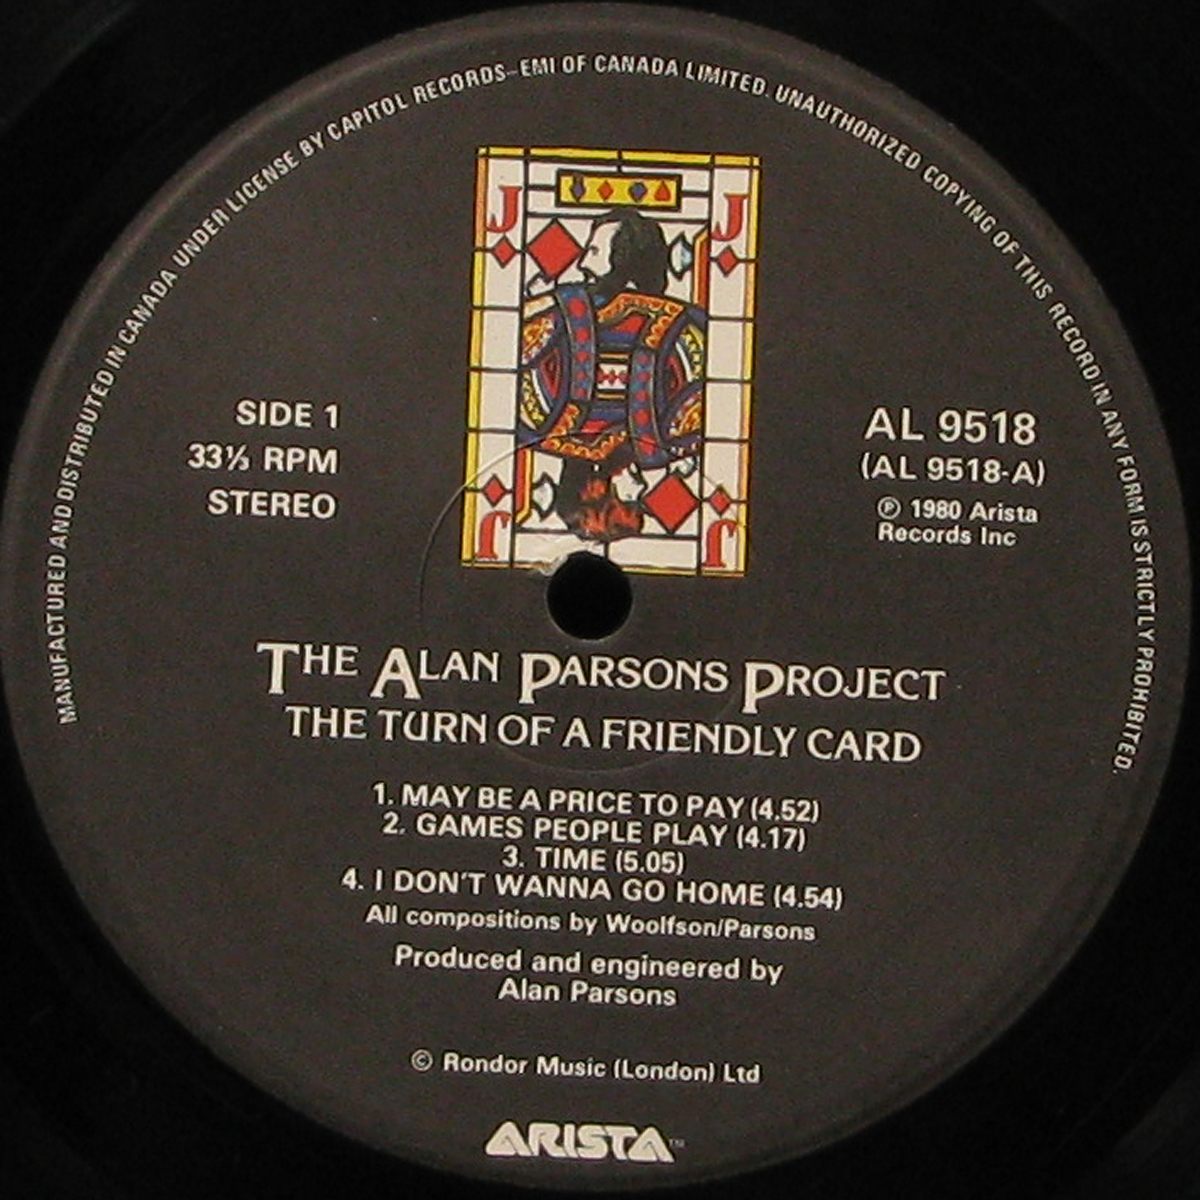 MANUFACTURED AND DISTRIBUTED IN CANADA UNDER LICENSE BY CAPITOL RECORDS–EMI OF CANADA LIMITED. UNAUTHORIZED COPYING OF THIS RECORD IN ANY FORM IS STRICTLY PROHIBITED.
J J
SIDE 1
33⅓ RPM
STEREO
AL 9518
(AL 9518-A)
℗ 1980 Arista
Records Inc
J J
THE ALAN PARSONS PROJECT
THE TURN OF A FRIENDLY CARD
1. MAY BE A PRICE TO PAY (4.52)
2. GAMES PEOPLE PLAY (4.17)
3. TIME (5.05)
4. I DON'T WANNA GO HOME (4.54)
All compositions by Woolfson/Parsons
Produced and engineered by
Alan Parsons
© Rondor Music (London) Ltd
ARISTA™